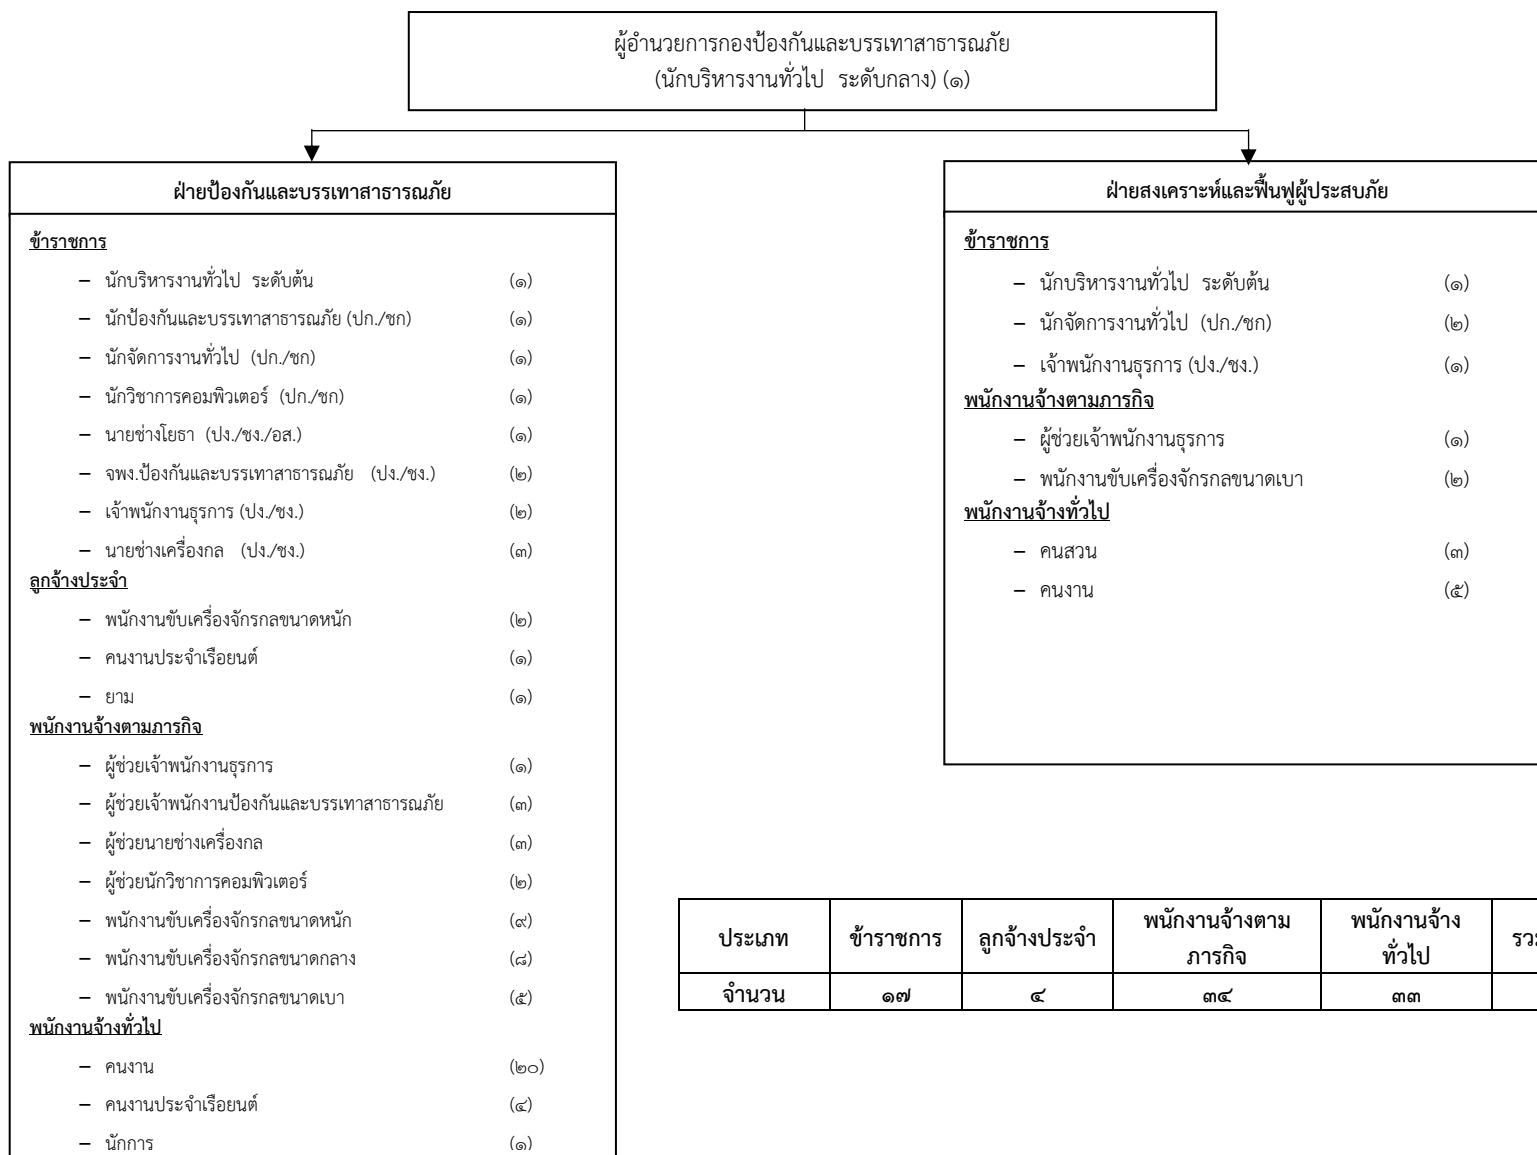 ผู้อำนวยการกองป้องกันและบรรเทาสาธารณภัย
(นักบริหารงานทั่วไป ระดับกลาง) (๑)
ฝ่ายป้องกันและบรรเทาสาธารณภัย
ข้าราชการ
– นักบริหารงานทั่วไป ระดับต้น (๑)
– นักป้องกันและบรรเทาสาธารณภัย (ปก./ชก) (๑)
– นักจัดการงานทั่วไป (ปก./ชก) (๑)
– นักวิชาการคอมพิวเตอร์ (ปก./ชก) (๑)
– นายช่างโยธา (ปง./ชง./อส.) (๑)
– จพง.ป้องกันและบรรเทาสาธารณภัย (ปง./ชง.) (๒)
– เจ้าพนักงานธุรการ (ปง./ชง.) (๒)
– นายช่างเครื่องกล (ปง./ชง.) (๓)
ลูกจ้างประจำ
– พนักงานขับเครื่องจักรกลขนาดหนัก (๒)
– คนงานประจำเรือยนต์ (๑)
– ยาม (๑)
พนักงานจ้างตามภารกิจ
– ผู้ช่วยเจ้าพนักงานธุรการ (๑)
– ผู้ช่วยเจ้าพนักงานป้องกันและบรรเทาสาธารณภัย (๓)
– ผู้ช่วยนายช่างเครื่องกล (๓)
– ผู้ช่วยนักวิชาการคอมพิวเตอร์ (๒)
– พนักงานขับเครื่องจักรกลขนาดหนัก (๙)
– พนักงานขับเครื่องจักรกลขนาดกลาง (๘)
– พนักงานขับเครื่องจักรกลขนาดเบา (๕)
พนักงานจ้างทั่วไป
– คนงาน (๒๐)
– คนงานประจำเรือยนต์ (๔)
– นักการ (๑)
ฝ่ายสงเคราะห์และฟื้นฟูผู้ประสบภัย
ข้าราชการ
– นักบริหารงานทั่วไป ระดับต้น (๑)
– นักจัดการงานทั่วไป (ปก./ชก) (๒)
– เจ้าพนักงานธุรการ (ปง./ชง.) (๑)
พนักงานจ้างตามภารกิจ
– ผู้ช่วยเจ้าพนักงานธุรการ (๑)
– พนักงานขับเครื่องจักรกลขนาดเบา (๒)
พนักงานจ้างทั่วไป
– คนสวน (๓)
– คนงาน (๕)
ประเภท ข้าราชการ ลูกจ้างประจำ พนักงานจ้างตาม พนักงานจ้าง
ภารกิจ ทั่วไป
จำนวน ๑๗ ๔ ๓๔ ๓๓